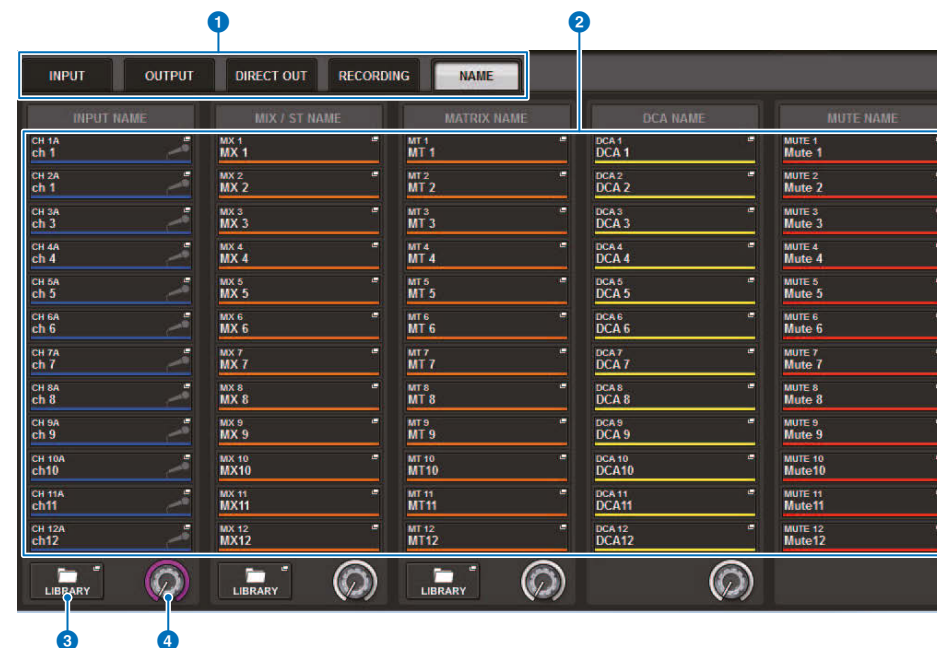 1 2
INPUT OUTPUT DIRECT OUT RECORDING NAME
INPUT NAME MIX / ST NAME MATRIX NAME DCA NAME MUTE NAME
CH 1A MX 1 MT 1 DCA 1 MUTE 1
ch 1 MX 1 MT 1 DCA 1 Mute 1
CH 2A MX 2 MT 2 DCA 2 MUTE 2
ch 1 MX 2 MT 2 DCA 2 Mute 2
CH 3A MX 3 MT 3 DCA 3 MUTE 3
ch 3 MX 3 MT 3 DCA 3 Mute 3
CH 4A MX 4 MT 4 DCA 4 MUTE 4
ch 4 MX 4 MT 4 DCA 4 Mute 4
CH 5A MX 5 MT 5 DCA 5 MUTE 5
ch 5 MX 5 MT 5 DCA 5 Mute 5
CH 6A MX 6 MT 6 DCA 6 MUTE 6
ch 6 MX 6 MT 6 DCA 6 Mute 6
CH 7A MX 7 MT 7 DCA 7 MUTE 7
ch 7 MX 7 MT 7 DCA 7 Mute 7
CH 8A MX 8 MT 8 DCA 8 MUTE 8
ch 8 MX 8 MT 8 DCA 8 Mute 8
CH 9A MX 9 MT 9 DCA 9 MUTE 9
ch 9 MX 9 MT 9 DCA 9 Mute 9
CH 10A MX 10 MT 10 DCA 10 MUTE 10
ch10 MX10 MT10 DCA10 Mute10
CH 11A MX 11 MT 11 DCA 11 MUTE 11
ch11 MX11 MT11 DCA11 Mute11
CH 12A MX 12 MT 12 DCA 12 MUTE 12
ch12 MX12 MT12 DCA12 Mute12
LIBRARY LIBRARY LIBRARY
3 4